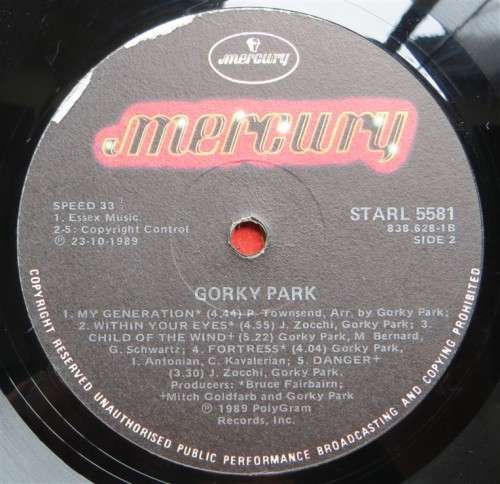 mercury
mercury
SPEED 33
1. Essex Music.
2-5: Copyright Control
℗ 23-10-1989
STARL 5581
838.628-1B
SIDE 2
GORKY PARK
1. MY GENERATION* (4.44) P. Townsend, Arr. by Gorky Park;
2. WITHIN YOUR EYES* (4.55) J. Zocchi, Gorky Park; 3.
CHILD OF THE WIND+ (5.22) Gorky Park, M. Bernard,
G. Schwartz; 4. FORTRESS* (4.04) Gorky Park,
I. Antonian, C. Kavalerian; 5. DANGER+
(3.30) J. Zocchi, Gorky Park.
Producers: *Bruce Fairbairn;
+Mitch Goldfarb and Gorky Park
℗ 1989 PolyGram
Records, Inc.
COPYRIGHT RESERVED UNAUTHORISED PUBLIC PERFORMANCE BROADCASTING AND COPYING PROHIBITED